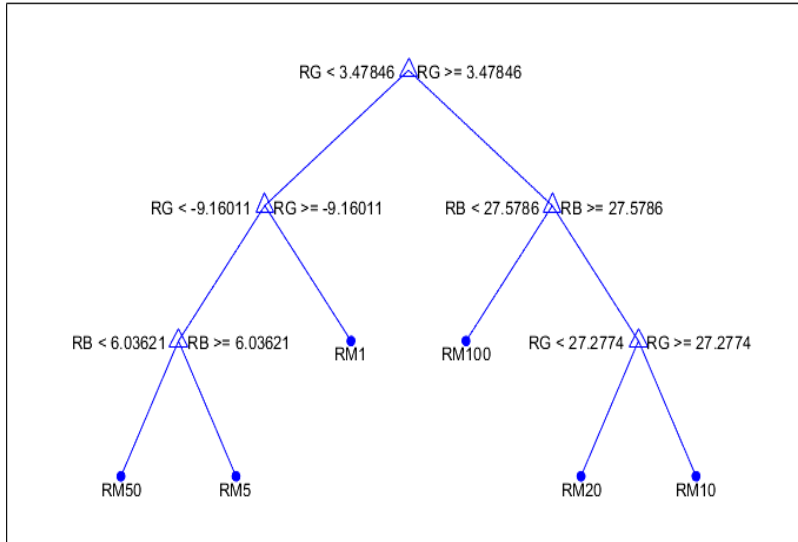 RG < 3.47846 RG >= 3.47846
RG < -9.16011 RG >= -9.16011 RB < 27.5786 RB >= 27.5786
RB < 6.03621 RB >= 6.03621 RM1 RM100 RG < 27.2774 RG >= 27.2774
RM50 RM5 RM20 RM10